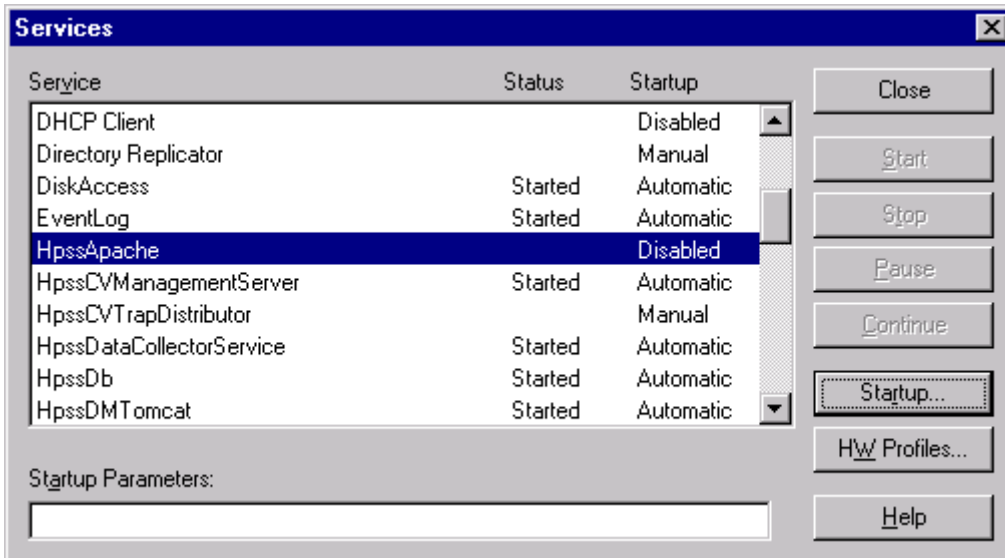 Services
Service Status Startup
DHCP Client Disabled
Directory Replicator Manual
DiskAccess Started Automatic
EventLog Started Automatic
HpssApache Disabled
HpssCVManagementServer Started Automatic
HpssCVTrapDistributor Manual
HpssDataCollectorService Started Automatic
HpssDb Started Automatic
HpssDMTomcat Started Automatic
Startup Parameters:
Close
Start
Stop
Pause
Continue
Startup...
HW Profiles...
Help